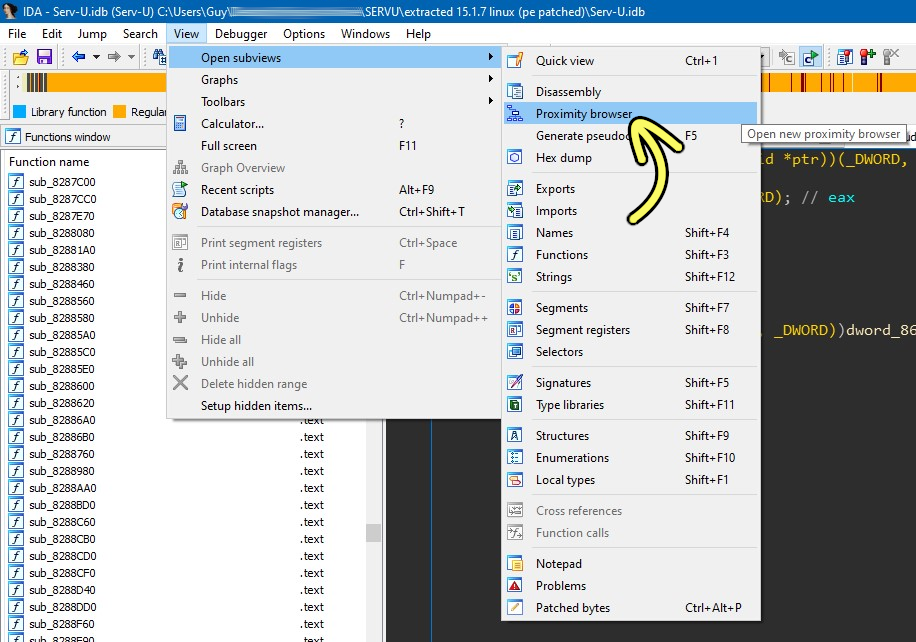 IDA - Serv-U.idb (Serv-U) C:\Users\Guy\ \SERVU\extracted 15.1.7 linux (pe patched)\Serv-U.idb
File Edit Jump Search View Debugger Options Windows Help
Library function Regular
Functions window
Function name
sub_8287C00
sub_8287CC0
sub_8287E70
sub_8288080
sub_82881A0
sub_8288380
sub_8288460
sub_8288560
sub_8288580
sub_82885A0
sub_82885C0
sub_82885E0
sub_8288600
sub_8288620
sub_82886A0 .text
sub_82886B0 .text
sub_8288760 .text
sub_8288980 .text
sub_8288AA0 .text
sub_8288BD0 .text
sub_8288C60 .text
sub_8288CB0 .text
sub_8288CD0 .text
sub_8288CF0 .text
sub_8288D40 .text
sub_8288DD0 .text
sub_8288F60 .text
sub_8288F90 .text
Open subviews
Graphs
Toolbars
Calculator... ?
Full screen F11
Graph Overview
Recent scripts Alt+F9
Database snapshot manager... Ctrl+Shift+T
Print segment registers Ctrl+Space
Print internal flags F
Hide Ctrl+Numpad+-
Unhide Ctrl+Numpad++
Hide all
Unhide all
Delete hidden range
Setup hidden items...
Quick view Ctrl+1
Disassembly
Proximity browser
Generate pseudoc F5
Hex dump
Exports
Imports
Names Shift+F4
Functions Shift+F3
Strings Shift+F12
Segments Shift+F7
Segment registers Shift+F8
Selectors
Signatures Shift+F5
Type libraries Shift+F11
Structures Shift+F9
Enumerations Shift+F10
Local types Shift+F1
Cross references
Function calls
Notepad
Problems
Patched bytes Ctrl+Alt+P
Open new proximity browser
id *ptr))(_DWORD,
RD); // eax
, _DWORD))dword_86